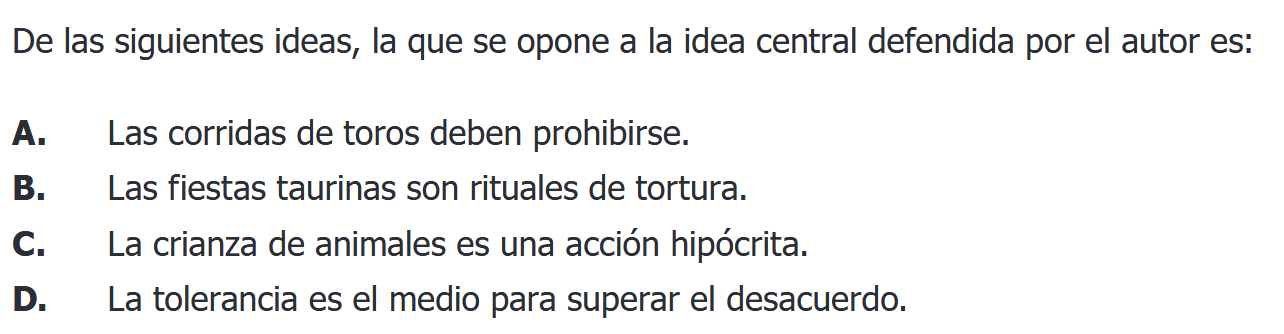 De las siguientes ideas, la que se opone a la idea central defendida por el autor es:
A. Las corridas de toros deben prohibirse.
B. Las fiestas taurinas son rituales de tortura.
C. La crianza de animales es una acción hipócrita.
D. La tolerancia es el medio para superar el desacuerdo.